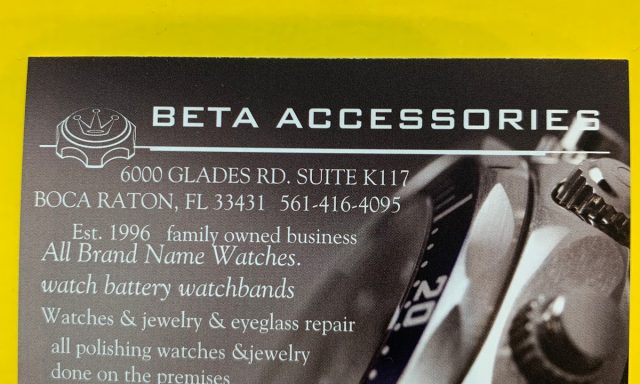 BETA ACCESSORIES
6000 GLADES RD. SUITE K117
BOCA RATON, FL 33431 561-416-4095
Est. 1996 family owned business
All Brand Name Watches.
watch battery watchbands
Watches & jewelry & eyeglass repair
all polishing watches &jewelry
done on the premises
20